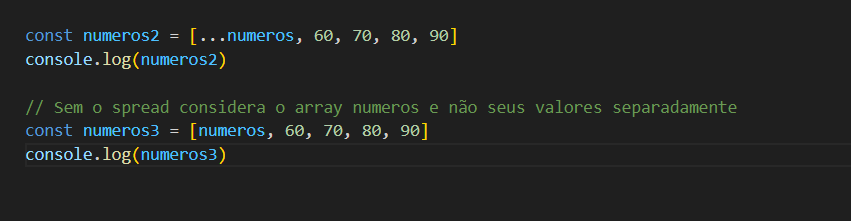 const numeros2 = [...numeros, 60, 70, 80, 90]
console.log(numeros2)
// Sem o spread considera o array numeros e não seus valores separadamente
const numeros3 = [numeros, 60, 70, 80, 90]
console.log(numeros3)